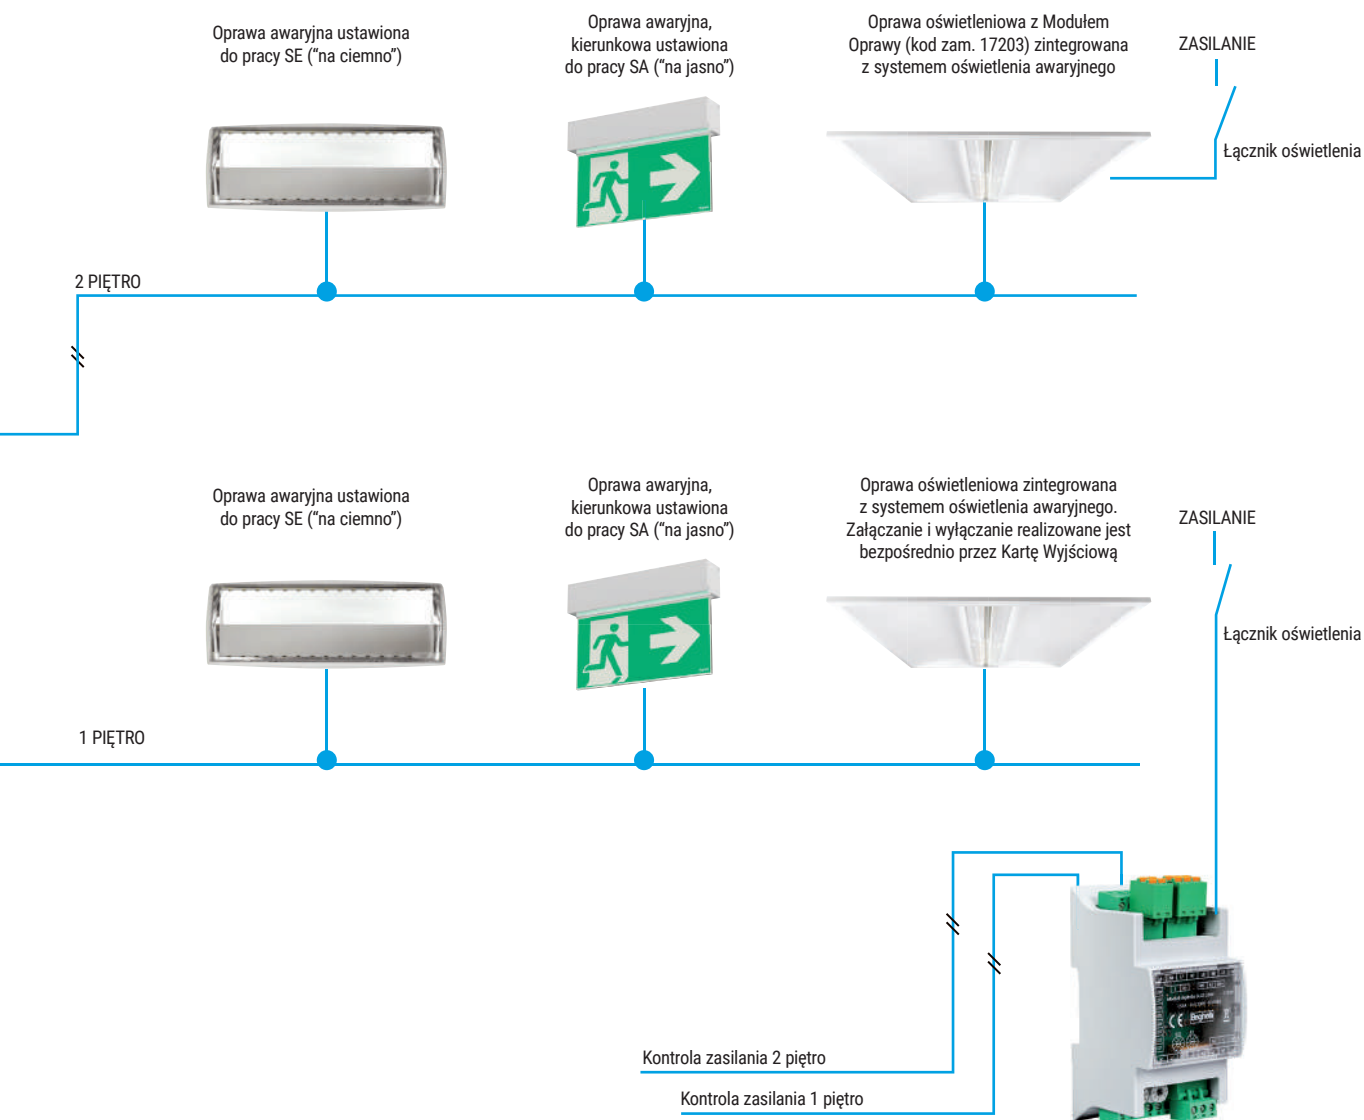 Oprawa awaryjna ustawiona
do pracy SE (“na ciemno”)
Oprawa awaryjna,
kierunkowa ustawiona
do pracy SA (“na jasno”)
Oprawa oświetleniowa z Modułem
Oprawy (kod zam. 17203) zintegrowana
z systemem oświetlenia awaryjnego
ZASILANIE
Łącznik oświetlenia
2 PIĘTRO
Oprawa awaryjna ustawiona
do pracy SE (“na ciemno”)
Oprawa awaryjna,
kierunkowa ustawiona
do pracy SA (“na jasno”)
Oprawa oświetleniowa zintegrowana
z systemem oświetlenia awaryjnego.
Załączanie i wyłączanie realizowane jest
bezpośrednio przez Kartę Wyjściową
ZASILANIE
Łącznik oświetlenia
1 PIĘTRO
CE Beghelli
Kontrola zasilania 2 piętro
Kontrola zasilania 1 piętro